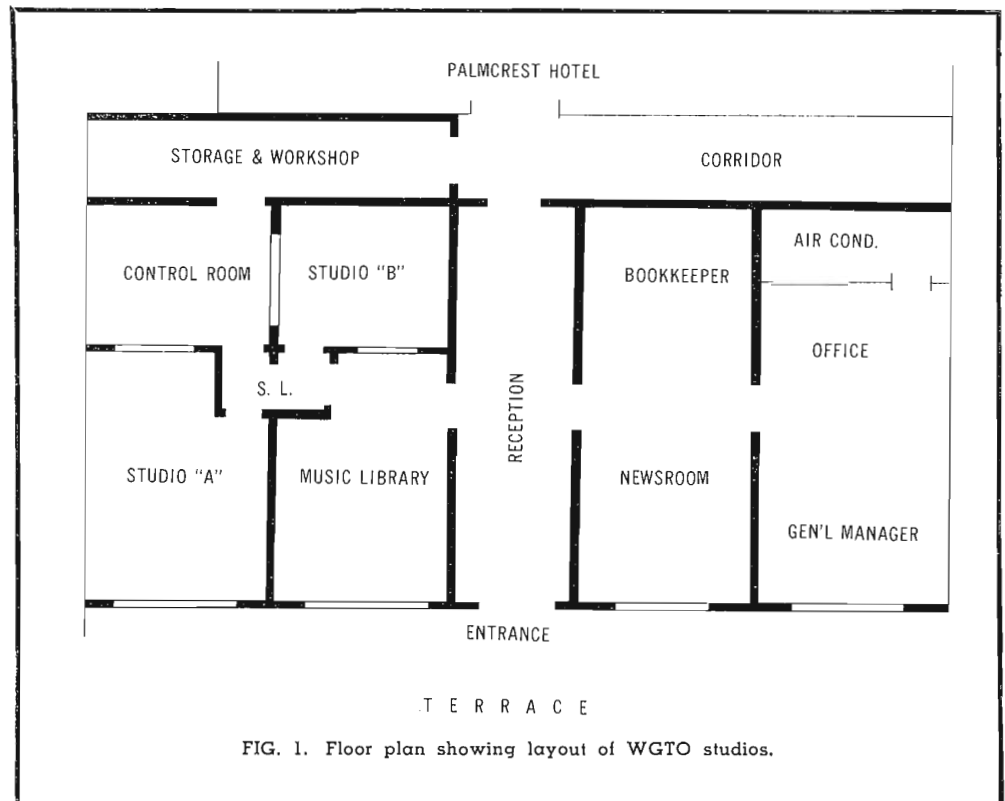 PALMCREST HOTEL
STORAGE & WORKSHOP
CORRIDOR
AIR COND.
CONTROL ROOM
STUDIO "B"
BOOKKEEPER
OFFICE
S. L.
RECEPTION
STUDIO "A"
MUSIC LIBRARY
NEWSROOM
GEN'L MANAGER
ENTRANCE
TERRACE
FIG. 1. Floor plan showing layout of WGTO studios.